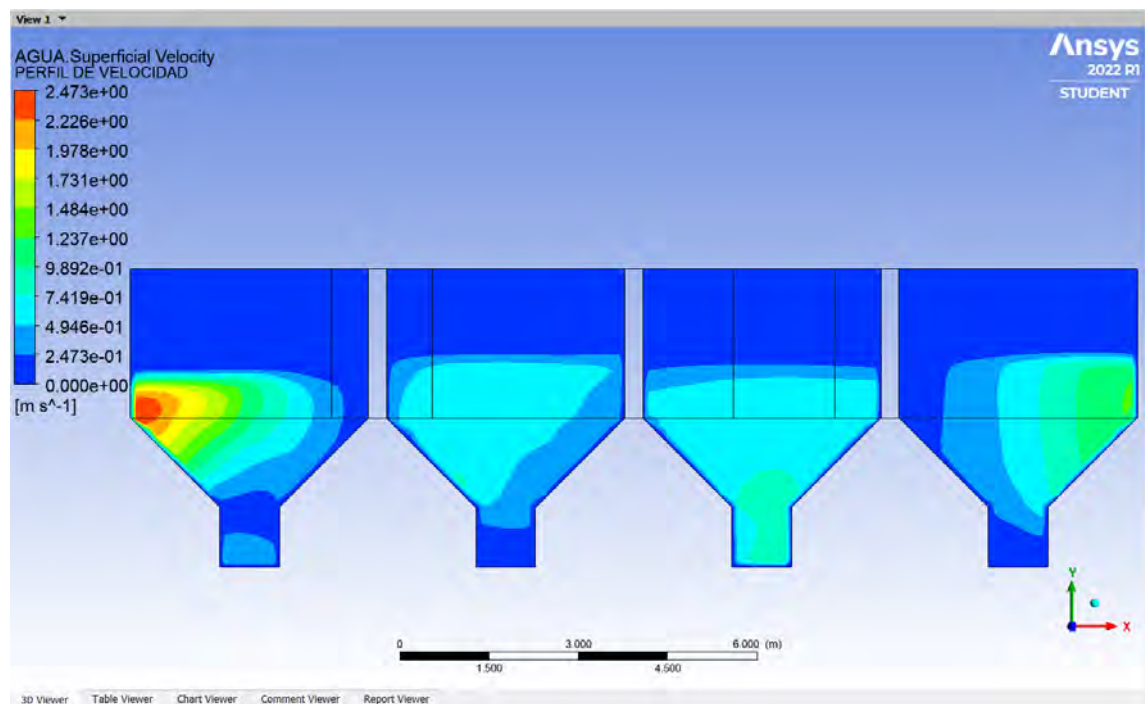 View 1
Ansys
2022 R1
STUDENT
AGUA.Superficial Velocity
PERFIL DE VELOCIDAD
2.473e+00
2.226e+00
1.978e+00
1.731e+00
1.484e+00
1.237e+00
9.892e-01
7.419e-01
4.946e-01
2.473e-01
0.000e+00
[m s^-1]
Y
X
0 3.000 6.000 (m)
1.500 4.500
3D Viewer Table Viewer Chart Viewer Comment Viewer Report Viewer